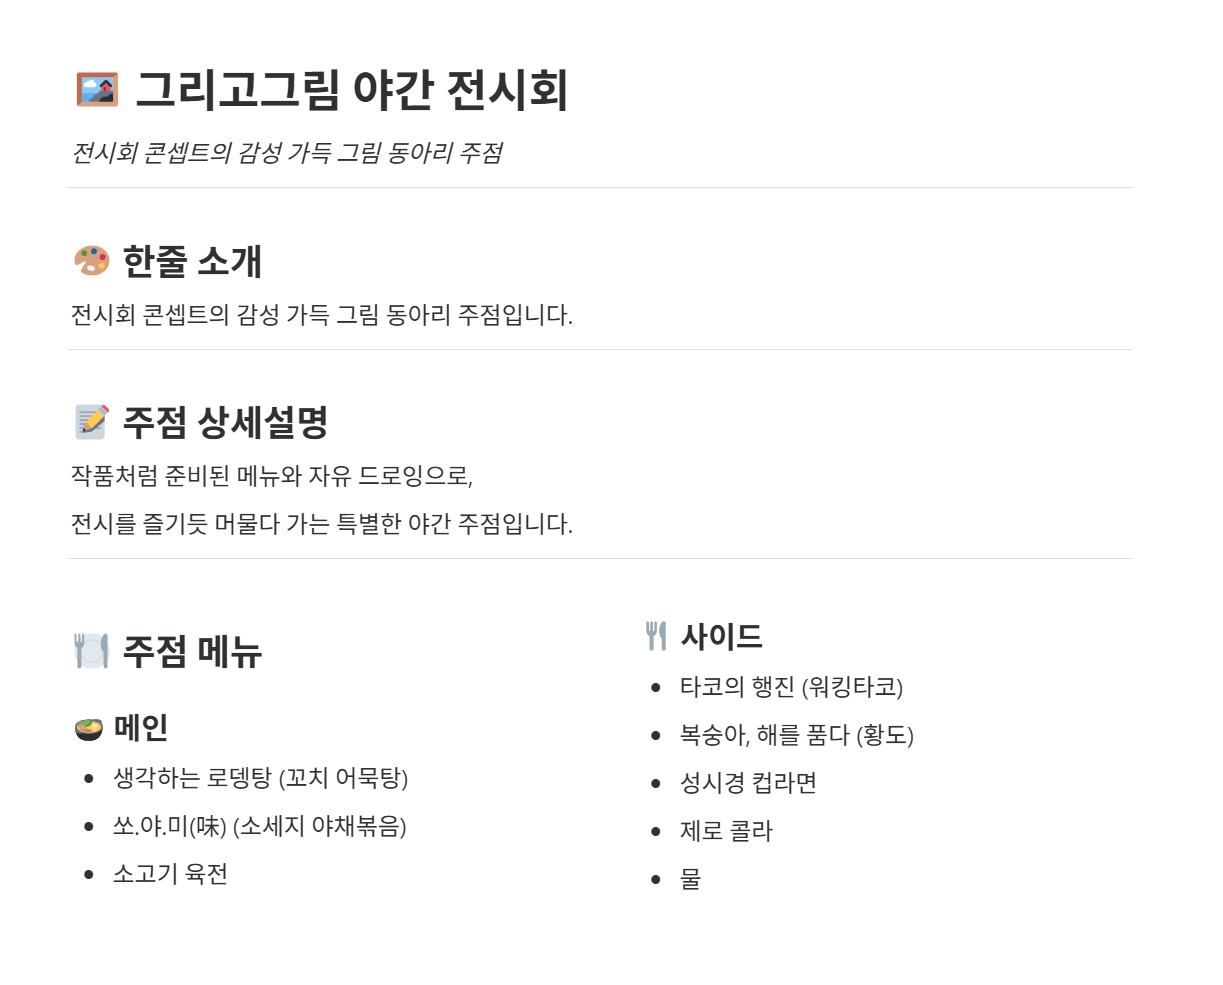 그리고그림 야간 전시회
전시회 콘셉트의 감성 가득 그림 동아리 주점
한줄 소개
전시회 콘셉트의 감성 가득 그림 동아리 주점입니다.
주점 상세설명
작품처럼 준비된 메뉴와 자유 드로잉으로,
전시를 즐기듯 머물다 가는 특별한 야간 주점입니다.
주점 메뉴
메인
생각하는 로뎅탕 (꼬치 어묵탕)
쏘.야.미(味) (소세지 야채볶음)
소고기 육전
사이드
타코의 행진 (워킹타코)
복숭아, 해를 품다 (황도)
성시경 컵라면
제로 콜라
물